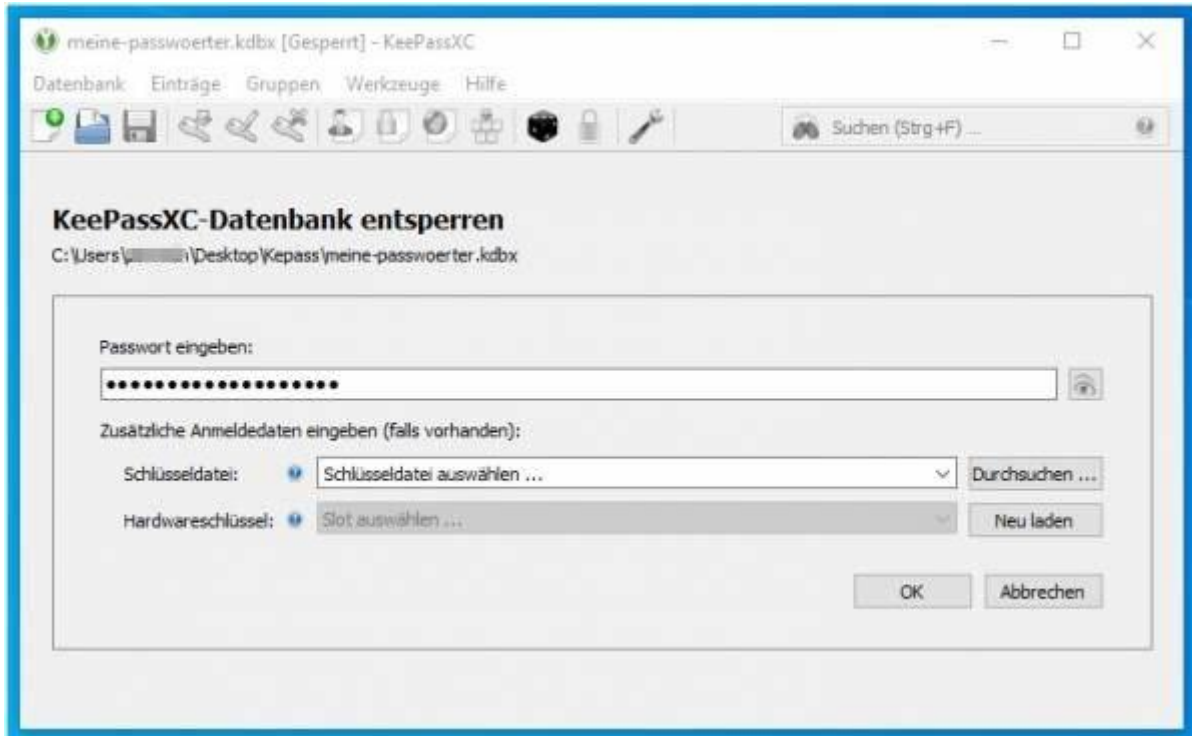 meine-passwoerter.kdbx [Gesperrt] - KeePassXC
Datenbank Einträge Gruppen Werkzeuge Hilfe
Suchen (Strg+F) ...
KeePassXC-Datenbank entsperren
C:\Users\ \Desktop\Kepass\meine-passwoerter.kdbx
Passwort eingeben:
Zusätzliche Anmeldedaten eingeben (falls vorhanden):
Schlüsseldatei: Schlüsseldatei auswählen ... Durchsuchen ...
Hardwareschlüssel: Slot auswählen ... Neu laden
OK Abbrechen